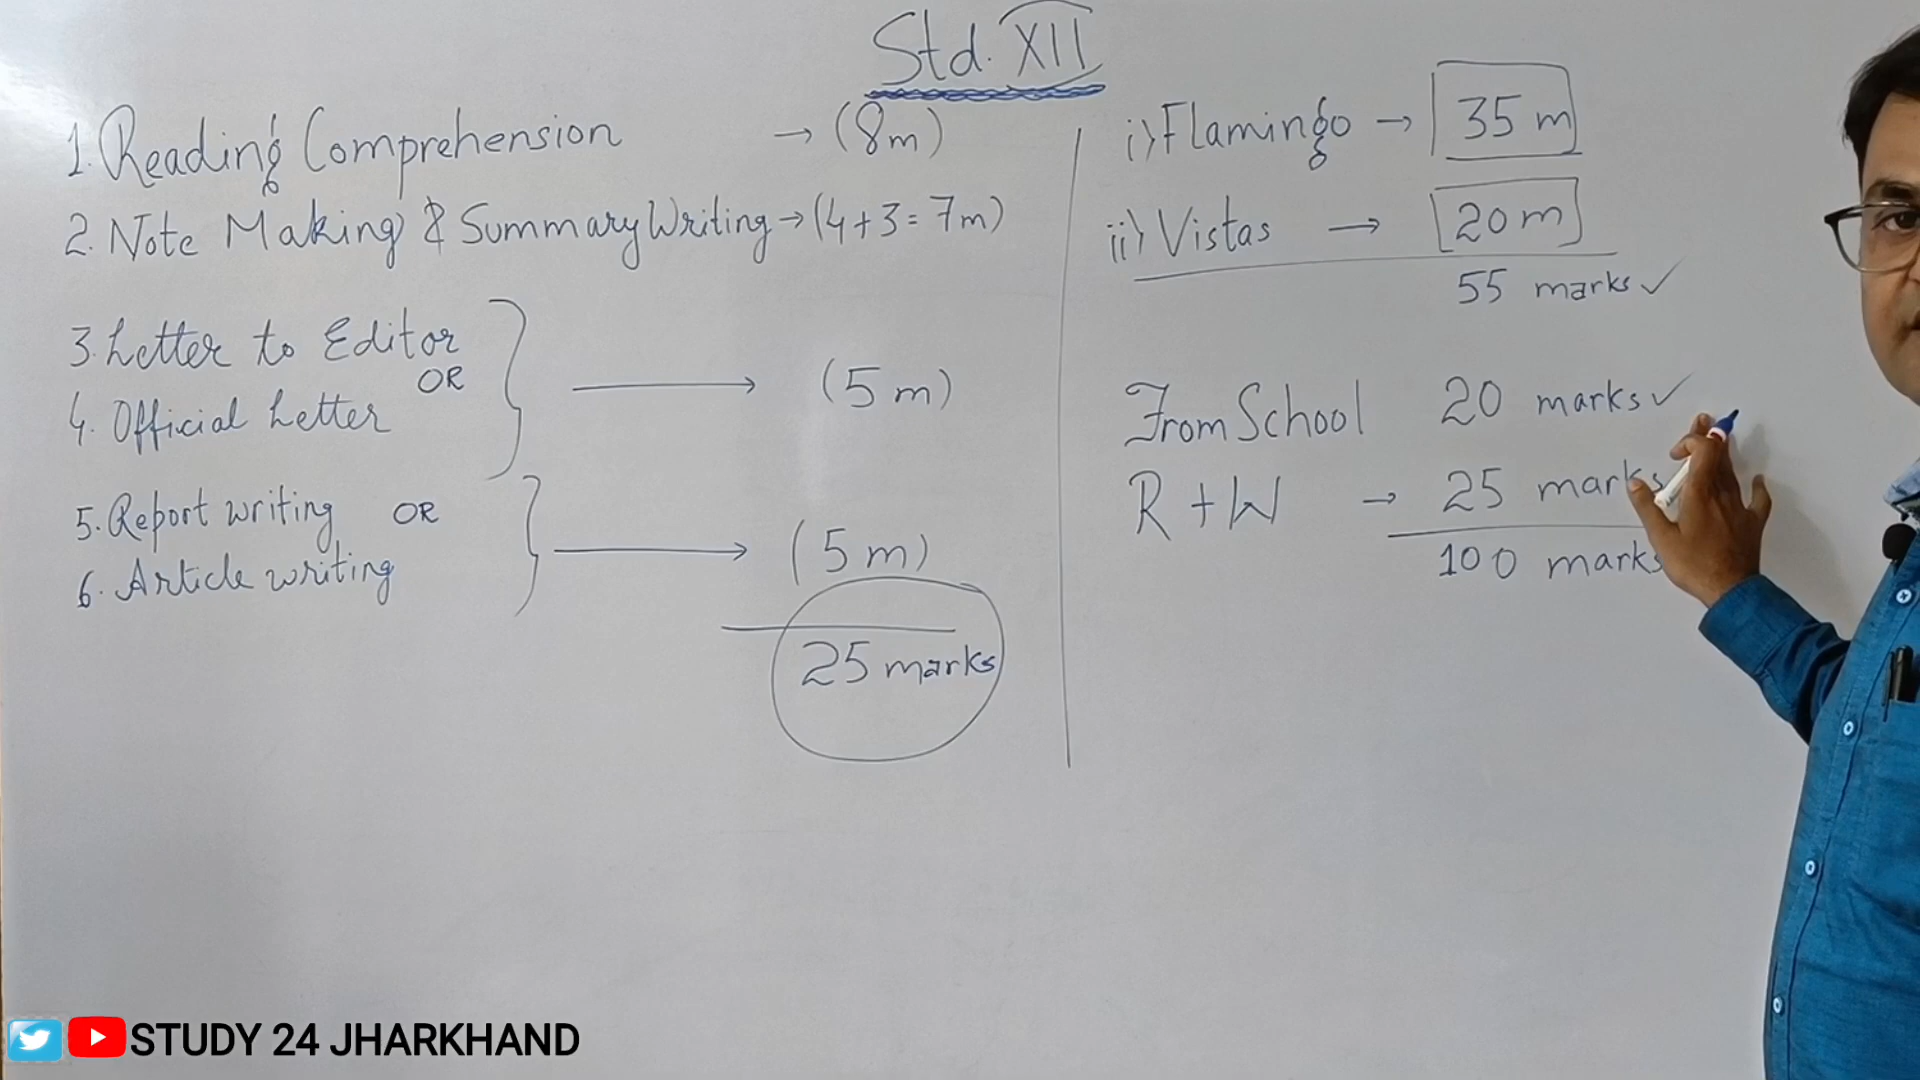 Std. XII
1. Reading Comprehension → (8m)
2. Note Making & Summary Writing → (4+3=7m)
3. Letter to Editor
OR
4. Official Letter
(5m)
5. Report writing OR
6. Article writing
(5m)
25 marks
i) Flamingo → 35 m
ii) Vistas → 20 m
55 marks ✓
From School 20 marks ✓
R + W → 25 marks
100 marks
STUDY 24 JHARKHAND